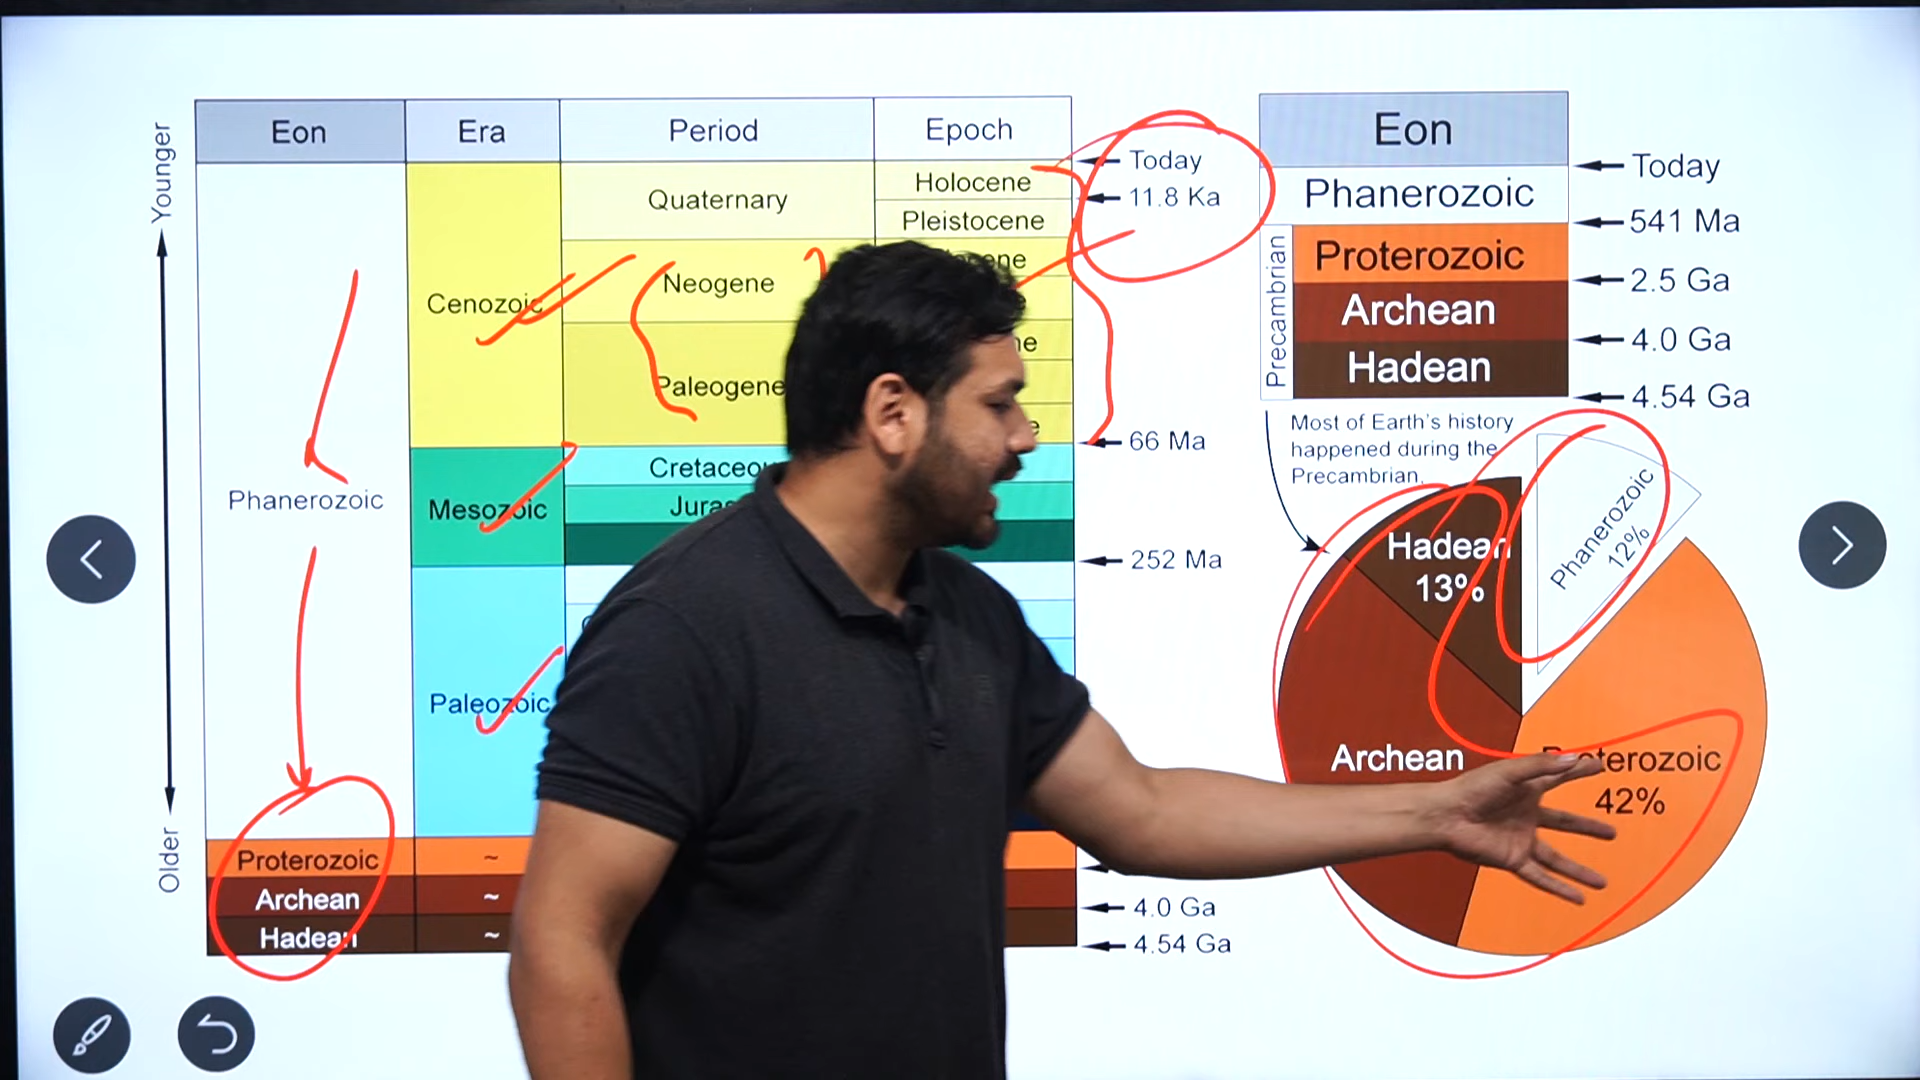 Younger
Older
Eon
Era
Period
Epoch
Phanerozoic
Cenozoic
Quaternary
Holocene
Pleistocene
Neogene
Paleogene
Mesozoic
Paleozoic
Proterozoic
~
Archean
~
Hadean
~
Today
11.8 Ka
66 Ma
252 Ma
4.0 Ga
4.54 Ga
Eon
Phanerozoic
Precambrian
Proterozoic
Archean
Hadean
Today
541 Ma
2.5 Ga
4.0 Ga
4.54 Ga
Most of Earth's history
happened during the
Precambrian.
Hadean
13%
Phanerozoic
12%
Archean
42%